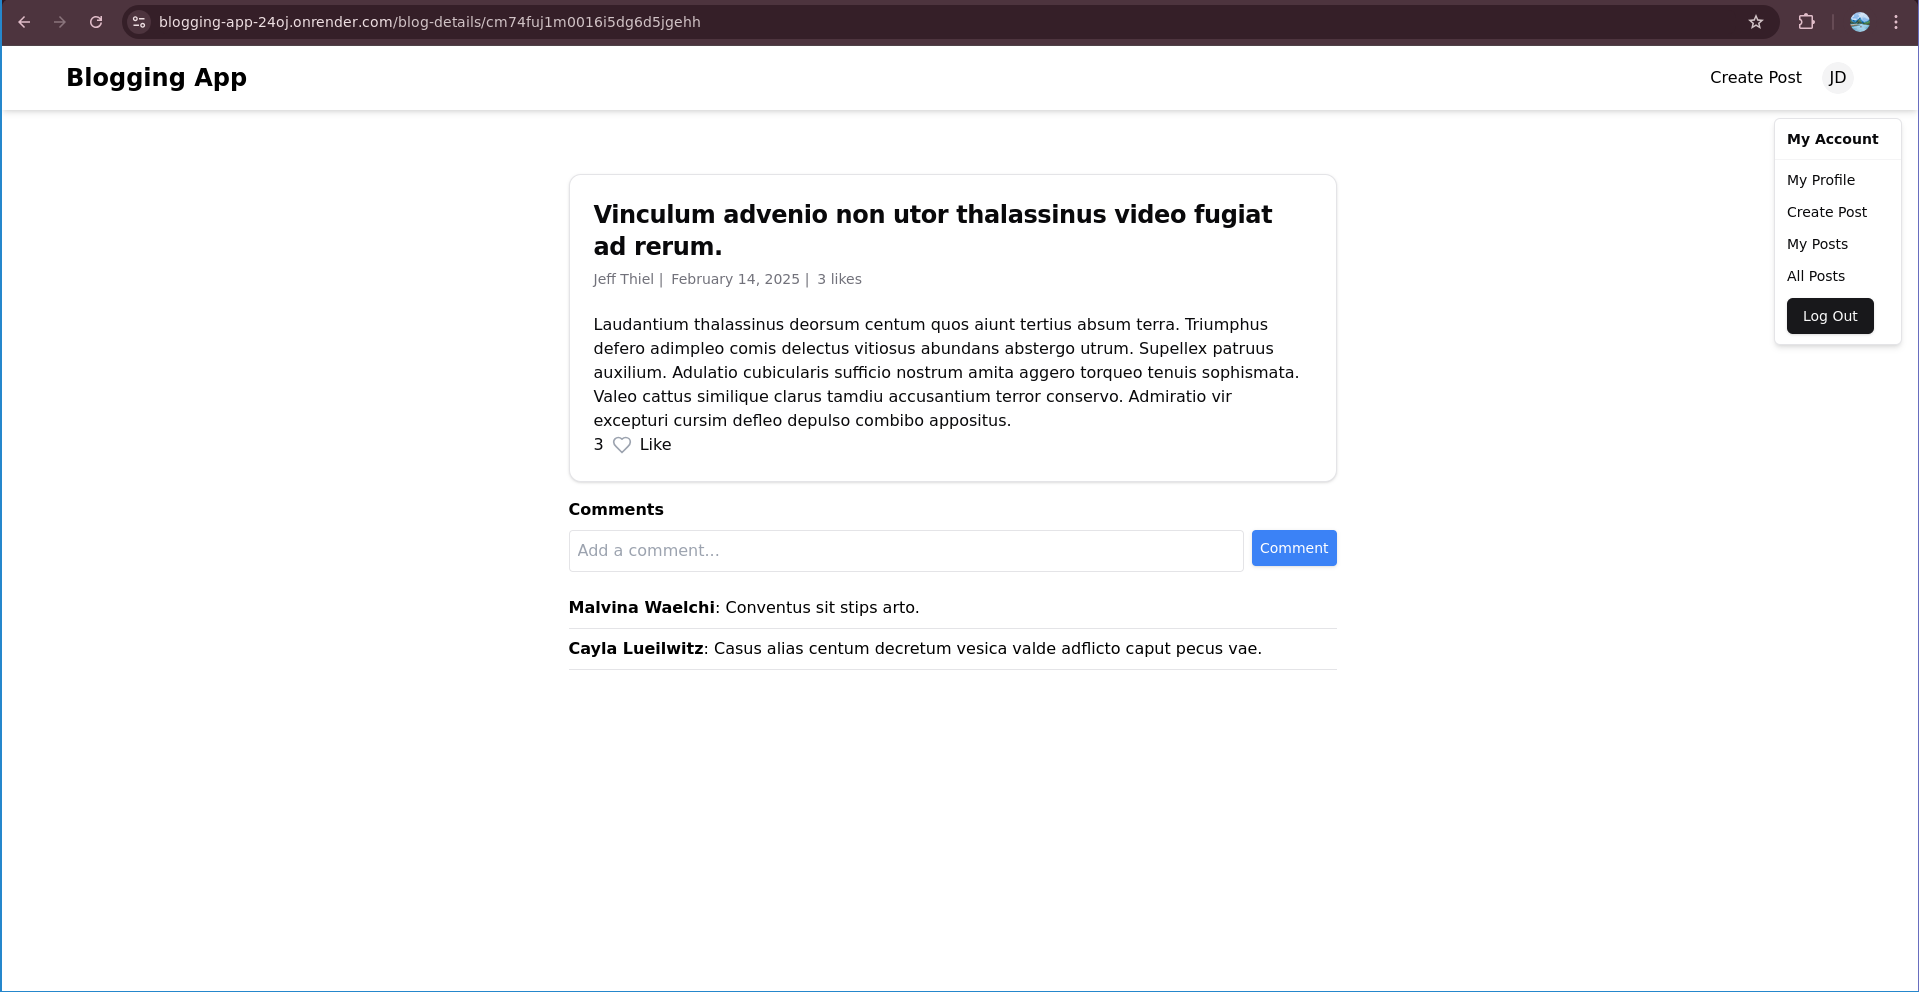 blogging-app-24oj.onrender.com/blog-details/cm74fuj1m0016i5dg6d5jgehh
Blogging App
Create Post
JD
My Account
My Profile
Create Post
My Posts
All Posts
Log Out
Vinculum advenio non utor thalassinus video fugiat
ad rerum.
Jeff Thiel | February 14, 2025 | 3 likes
Laudantium thalassinus deorsum centum quos aiunt tertius absum terra. Triumphus
defero adimpleo comis delectus vitiosus abundans abstergo utrum. Supellex patruus
auxilium. Adulatio cubicularis sufficio nostrum amita aggero torqueo tenuis sophismata.
Valeo cattus similique clarus tamdiu accusantium terror conservo. Admiratio vir
excepturi cursim defleo depulso combibo appositus.
3 Like
Comments
Add a comment...
Comment
Malvina Waelchi: Conventus sit stips arto.
Cayla Lueilwitz: Casus alias centum decretum vesica valde adflicto caput pecus vae.